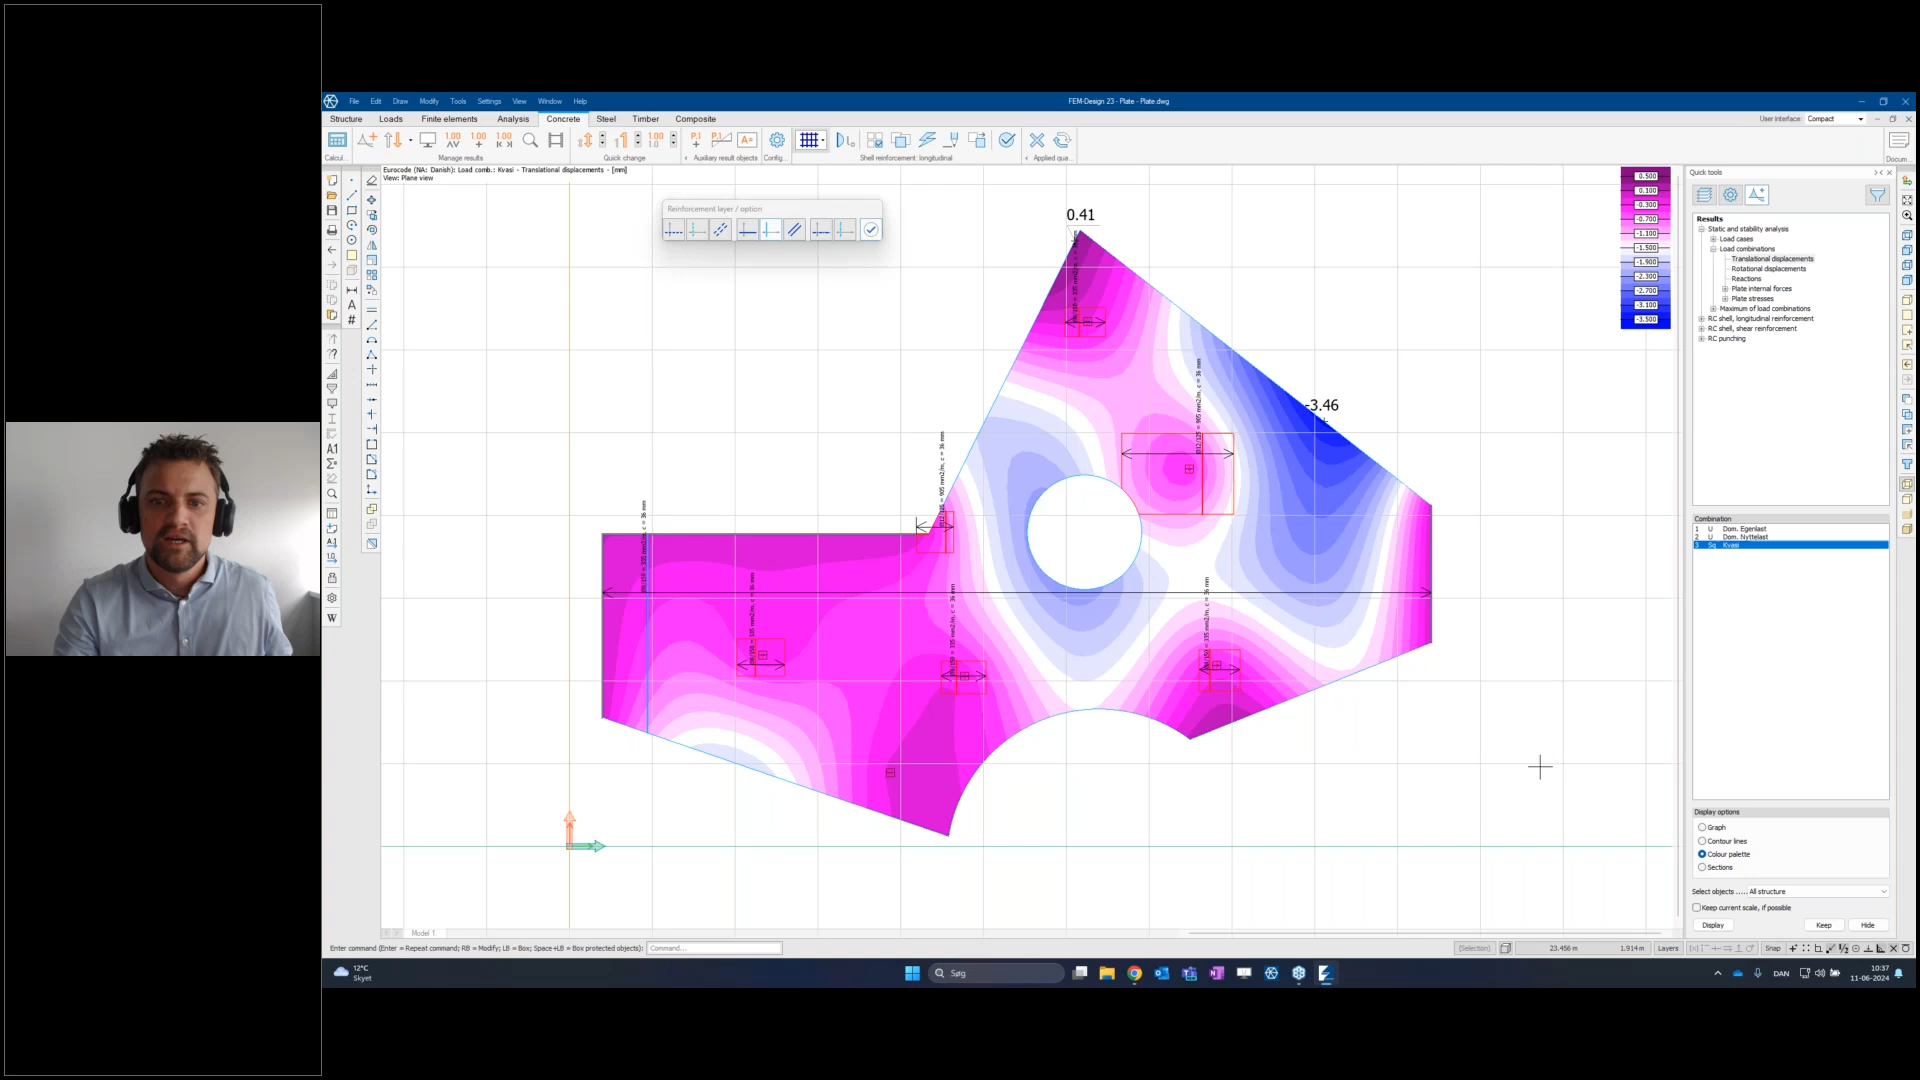 FEM-Design 23 - Plate - Plate.dwg
File Edit Draw Modify Tools Settings View Window Help
Structure Loads Finite elements Analysis Concrete Steel Timber Composite
User interface: Compact
Calcul... Manage results Quick change Auxiliary result objects Config... Shell reinforcement: longitudinal Applied qua... Docum...
Eurocode (NA: Danish): Load comb.: Kvasi - Translational displacements - [mm]
View: Plane view
Reinforcement layer / option
0.41
-3.46
0.500
0.100
-0.300
-0.700
-1.100
-1.500
-1.900
-2.300
-2.700
-3.100
-3.500
Quick tools
Results
Static and stability analysis
Load cases
Load combinations
Translational displacements
Rotational displacements
Reactions
Plate internal forces
Plate stresses
Maximum of load combinations
RC shell, longitudinal reinforcement
RC shell, shear reinforcement
RC punching
Combination
1 U Dom. Egenlast
2 U Dom. Nyttelast
3 Sq Kvasi
Display options
Graph
Contour lines
Colour palette
Sections
Select objects ..... All structure
Keep current scale, if possible
Display Keep Hide
Model 1
Enter command (Enter = Repeat command; RB = Modify; LB = Box; Space+LB = Box protected objects): Command...
(Selection) 23.456 m 1.914 m Layers Snap
12°C
Skyet
Søg
DAN
10:37
11-06-2024